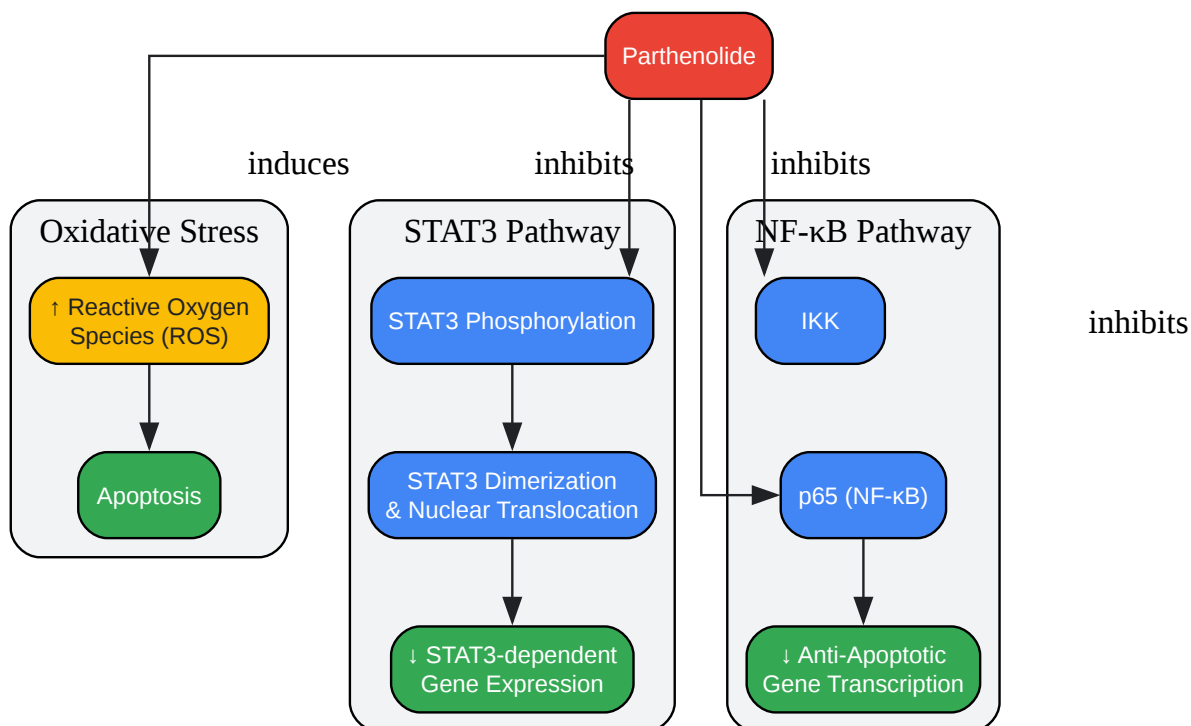 Parthenolide
induces
inhibits
inhibits
Oxidative Stress
STAT3 Pathway
NF-κB Pathway
↑ Reactive Oxygen
Species (ROS)
STAT3 Phosphorylation
IKK
inhibits
Apoptosis
STAT3 Dimerization
& Nuclear Translocation
p65 (NF-κB)
↓ STAT3-dependent
Gene Expression
↓ Anti-Apoptotic
Gene Transcription